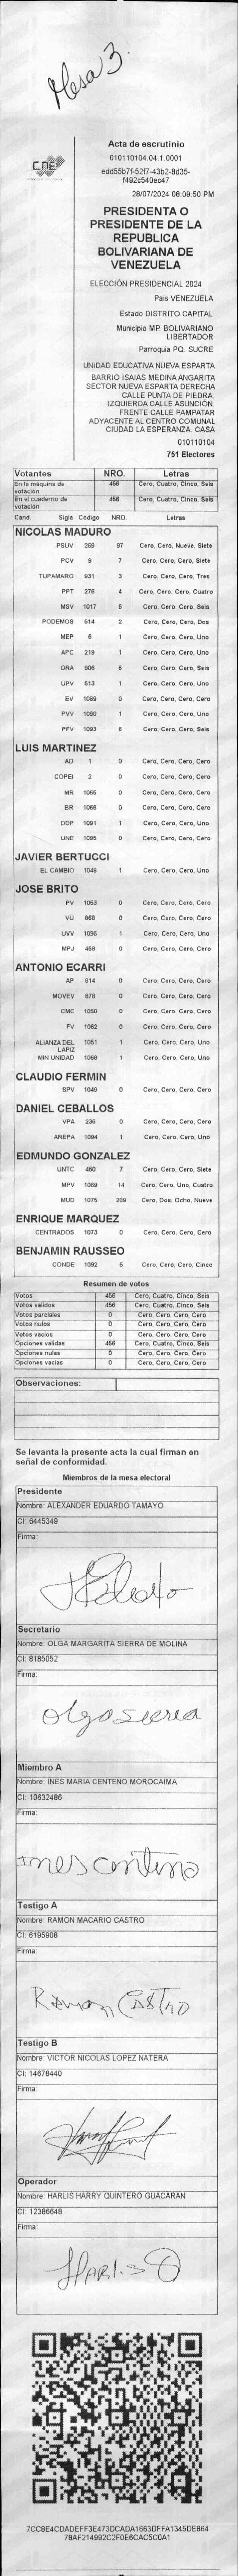 Mesa 3.
CNE
Acta de escrutinio
010110104.04.1.0001
edd55b7f-52f7-43b2-8d35-
f492c540ec47
28/07/2024 08:09:50 PM
PRESIDENTA O
PRESIDENTE DE LA
REPUBLICA
BOLIVARIANA DE
VENEZUELA
ELECCIÓN PRESIDENCIAL 2024
Pais VENEZUELA
Estado DISTRITO CAPITAL
Municipio MP. BOLIVARIANO
LIBERTADOR
Parroquia PQ. SUCRE
UNIDAD EDUCATIVA NUEVA ESPARTA
BARRIO ISAIAS MEDINA ANGARITA
SECTOR NUEVA ESPARTA DERECHA
CALLE PUNTA DE PIEDRA.
IZQUIERDA CALLE ASUNCIÓN.
FRENTE CALLE PAMPATAR
ADYACENTE AL CENTRO COMUNAL
CIUDAD LA ESPERANZA. CASA
010110104
751 Electores
Votantes NRO. Letras
En la máquina de votación 456 Cero, Cuatro, Cinco, Seis
En el cuaderno de votación 456 Cero, Cuatro, Cinco, Seis
Cand. Sigla Código NRO. Letras
NICOLAS MADURO
PSUV 269 97 Cero, Cero, Nueve, Siete
PCV 9 7 Cero, Cero, Cero, Siete
TUPAMARO 931 3 Cero, Cero, Cero, Tres
PPT 276 4 Cero, Cero, Cero, Cuatro
MSV 1017 6 Cero, Cero, Cero, Seis
PODEMOS 514 2 Cero, Cero, Cero, Dos
MEP 6 1 Cero, Cero, Cero, Uno
APC 219 1 Cero, Cero, Cero, Uno
ORA 906 6 Cero, Cero, Cero, Seis
UPV 513 1 Cero, Cero, Cero, Uno
EV 1089 0 Cero, Cero, Cero, Cero
PVV 1090 1 Cero, Cero, Cero, Uno
PFV 1093 6 Cero, Cero, Cero, Seis
LUIS MARTINEZ
AD 1 0 Cero, Cero, Cero, Cero
COPEI 2 0 Cero, Cero, Cero, Cero
MR 1065 0 Cero, Cero, Cero, Cero
BR 1066 0 Cero, Cero, Cero, Cero
DDP 1091 1 Cero, Cero, Cero, Uno
UNE 1095 0 Cero, Cero, Cero, Cero
JAVIER BERTUCCI
EL CAMBIO 1046 1 Cero, Cero, Cero, Uno
JOSE BRITO
PV 1053 0 Cero, Cero, Cero, Cero
VU 968 0 Cero, Cero, Cero, Cero
UVV 1096 1 Cero, Cero, Cero, Uno
MPJ 459 0 Cero, Cero, Cero, Cero
ANTONIO ECARRI
AP 914 0 Cero, Cero, Cero, Cero
MOVEV 978 0 Cero, Cero, Cero, Cero
CMC 1050 0 Cero, Cero, Cero, Cero
FV 1062 0 Cero, Cero, Cero, Cero
ALIANZA DEL LAPIZ 1051 1 Cero, Cero, Cero, Uno
MIN UNIDAD 1068 1 Cero, Cero, Cero, Uno
CLAUDIO FERMIN
SPV 1049 0 Cero, Cero, Cero, Cero
DANIEL CEBALLOS
VPA 236 0 Cero, Cero, Cero, Cero
AREPA 1094 1 Cero, Cero, Cero, Uno
EDMUNDO GONZALEZ
UNTC 460 7 Cero, Cero, Cero, Siete
MPV 1069 14 Cero, Cero, Uno, Cuatro
MUD 1075 289 Cero, Dos, Ocho, Nueve
ENRIQUE MARQUEZ
CENTRADOS 1073 0 Cero, Cero, Cero, Cero
BENJAMIN RAUSSEO
CONDE 1092 5 Cero, Cero, Cero, Cinco
Resumen de votos
Votos 456 Cero, Cuatro, Cinco, Seis
Votos validos 456 Cero, Cuatro, Cinco, Seis
Votos parciales 0 Cero, Cero, Cero, Cero
Votos nulos 0 Cero, Cero, Cero, Cero
Votos vacios 0 Cero, Cero, Cero, Cero
Opciones validas 456 Cero, Cuatro, Cinco, Seis
Opciones nulas 0 Cero, Cero, Cero, Cero
Opciones vacias 0 Cero, Cero, Cero, Cero
Observaciones:
Se levanta la presente acta la cual firman en
señal de conformidad.
Miembros de la mesa electoral
Presidente
Nombre: ALEXANDER EDUARDO TAMAYO
CI: 6445349
Firma:
Secretario
Nombre: OLGA MARGARITA SIERRA DE MOLINA
CI: 8185052
Firma:
olga sierra
Miembro A
Nombre: INES MARIA CENTENO MOROCAIMA
CI: 10632486
Firma:
Ines centeno
Testigo A
Nombre: RAMON MACARIO CASTRO
CI: 6195908
Firma:
Ramon Castro
Testigo B
Nombre: VICTOR NICOLAS LOPEZ NATERA
CI: 14678440
Firma:
Operador
Nombre: HARLIS HARRY QUINTERO GUACARAN
CI: 12386648
Firma:
Harlis
7CC8E4CDADEFF3E473DCADA1663DFFA1345DE864
78AF214992C2F0E6CAC5C0A1